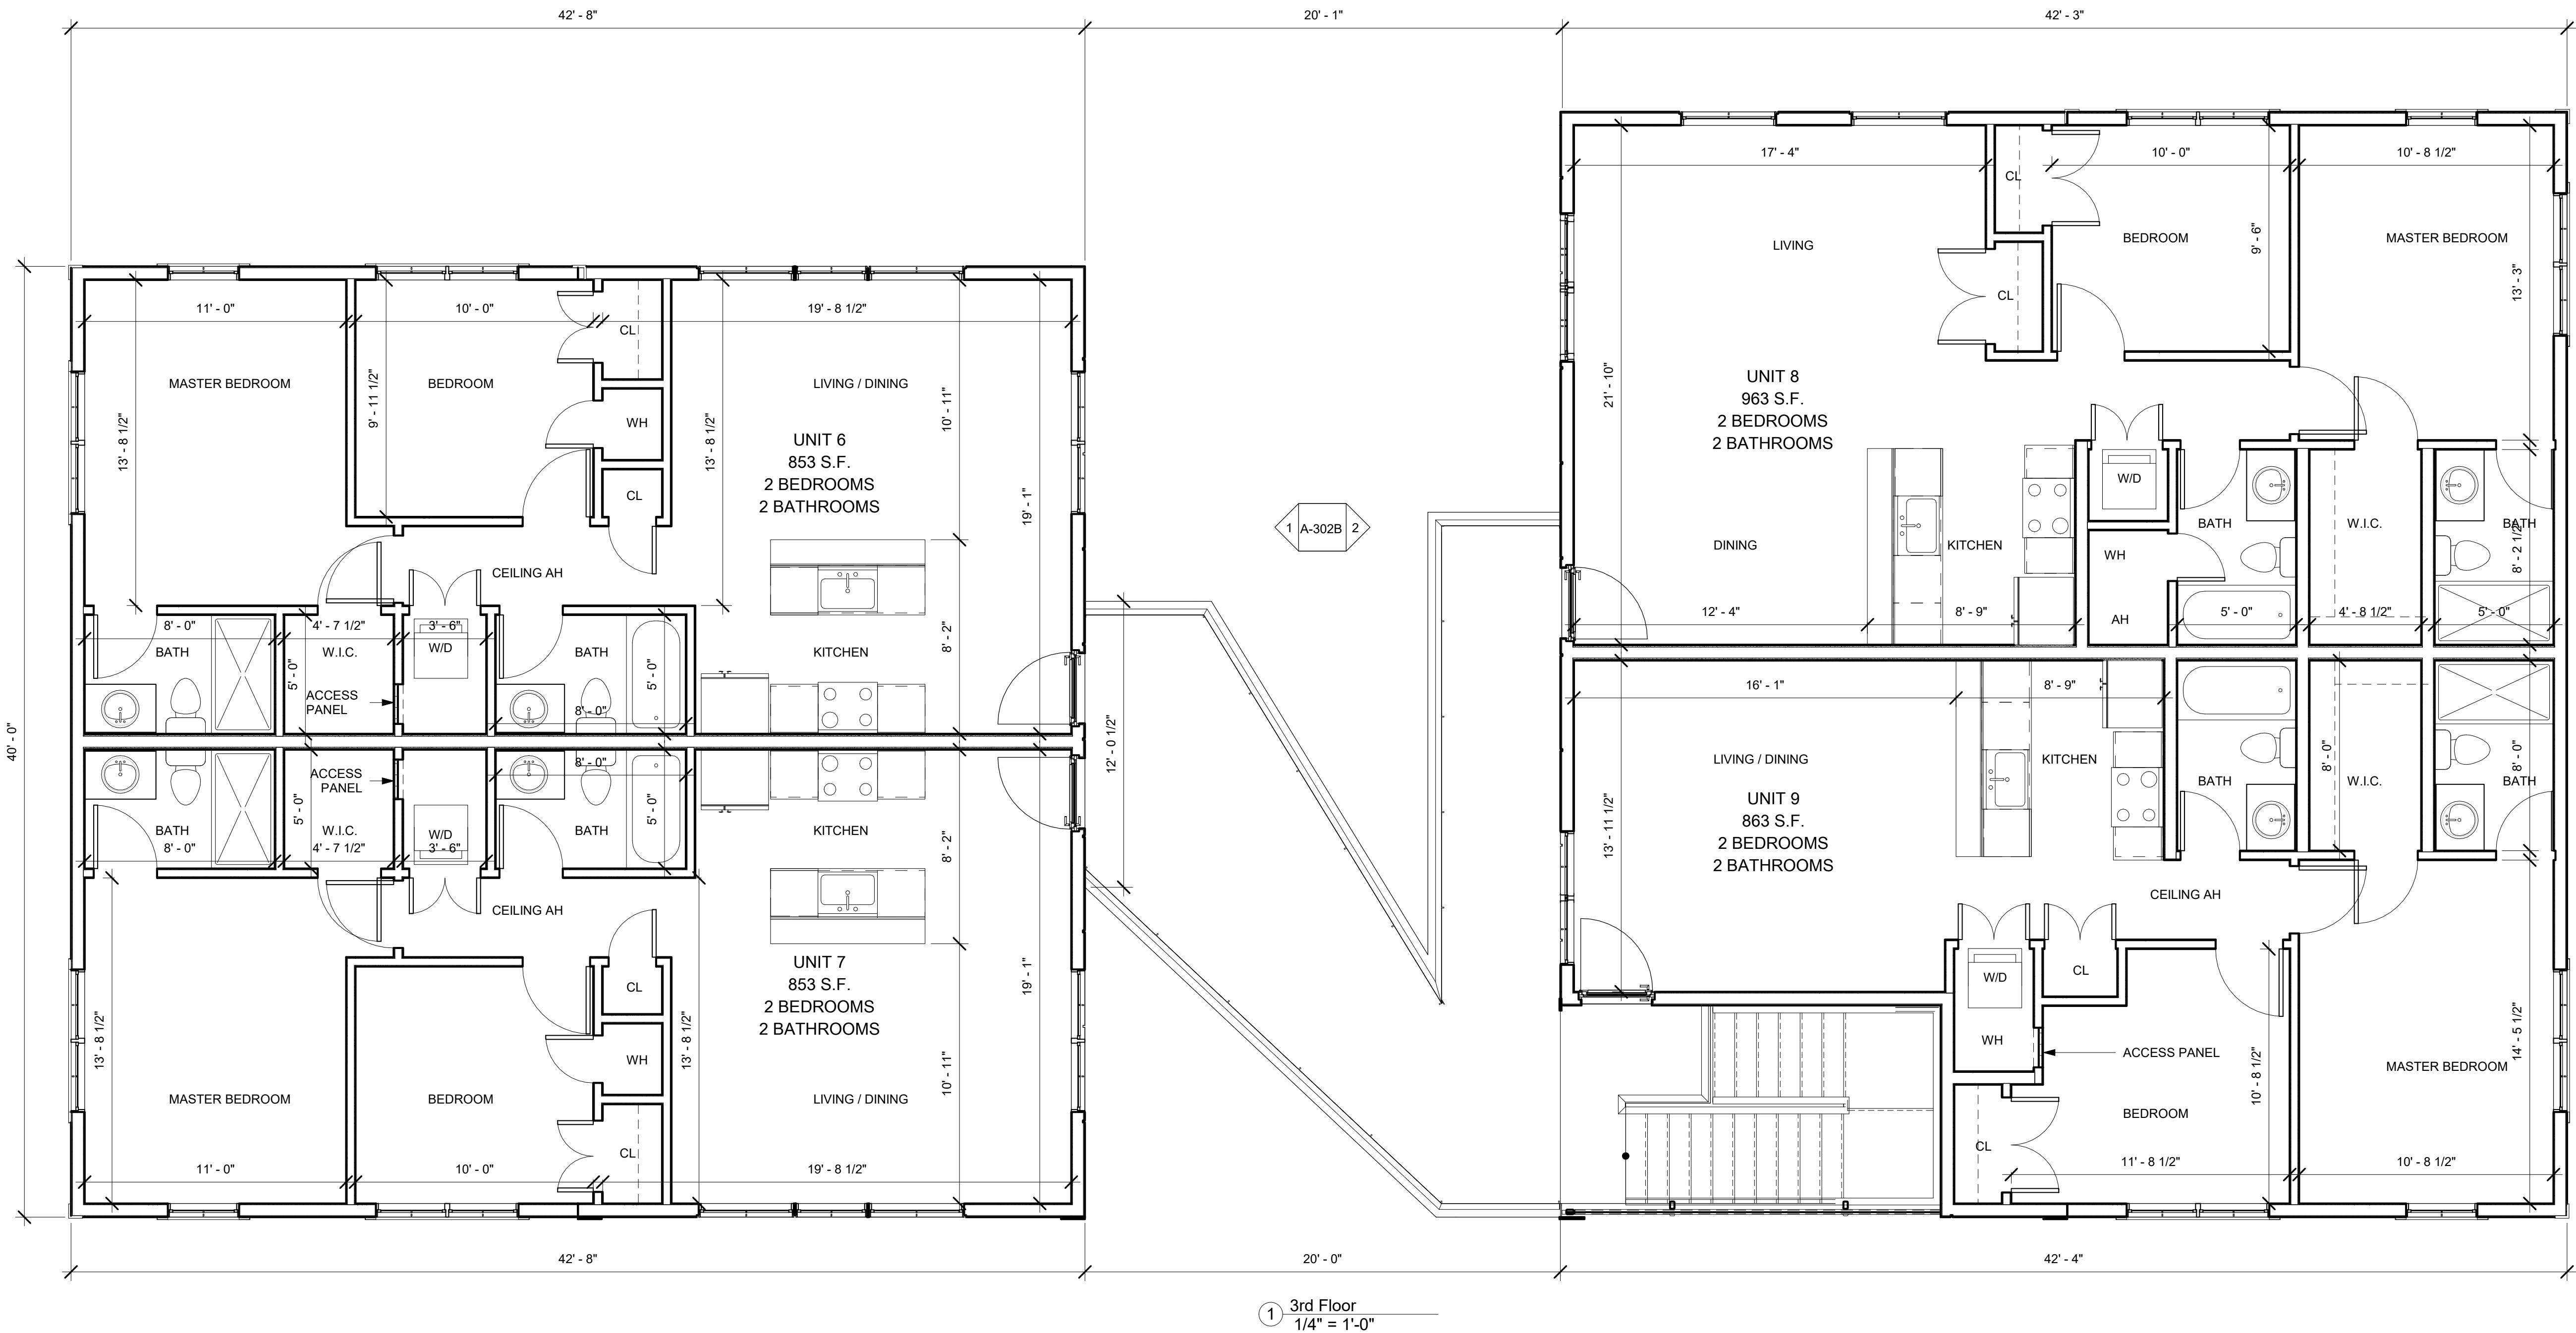 42' - 8"
20' - 1"
42' - 3"
40' - 0"
11' - 0"
10' - 0"
19' - 8 1/2"
CL
MASTER BEDROOM
BEDROOM
LIVING / DINING
13' - 8 1/2"
9' - 11 1/2"
13' - 8 1/2"
10' - 11"
19' - 1"
WH
CL
UNIT 6
853 S.F.
2 BEDROOMS
2 BATHROOMS
CEILING AH
8' - 0"
4' - 7 1/2"
3' - 6"
BATH
W.I.C.
W/D
BATH
KITCHEN
8' - 2"
5' - 0"
5' - 0"
ACCESS
PANEL
8' - 0"
8' - 0"
ACCESS
PANEL
5' - 0"
5' - 0"
BATH
W.I.C.
W/D
BATH
KITCHEN
8' - 0"
4' - 7 1/2"
3' - 6"
8' - 2"
CEILING AH
UNIT 7
853 S.F.
2 BEDROOMS
2 BATHROOMS
CL
WH
13' - 8 1/2"
13' - 8 1/2"
10' - 11"
19' - 1"
MASTER BEDROOM
BEDROOM
LIVING / DINING
CL
11' - 0"
10' - 0"
19' - 8 1/2"
12' - 0 1/2"
1 A-302B 2
17' - 4"
10' - 0"
10' - 8 1/2"
CL
LIVING
BEDROOM
MASTER BEDROOM
9' - 6"
13' - 3"
CL
21' - 10"
UNIT 8
963 S.F.
2 BEDROOMS
2 BATHROOMS
W/D
BATH
W.I.C.
BATH
8' - 2 1/2"
DINING
KITCHEN
WH
AH
12' - 4"
8' - 9"
5' - 0"
4' - 8 1/2"
5' - 0"
16' - 1"
8' - 9"
LIVING / DINING
KITCHEN
BATH
8' - 0"
W.I.C.
8' - 0"
BATH
UNIT 9
863 S.F.
2 BEDROOMS
2 BATHROOMS
13' - 11 1/2"
CEILING AH
W/D
CL
WH
ACCESS PANEL
10' - 8 1/2"
14' - 5 1/2"
MASTER BEDROOM
BEDROOM
CL
11' - 8 1/2"
10' - 8 1/2"
42' - 8"
20' - 0"
42' - 4"
1 3rd Floor
1/4" = 1'-0"